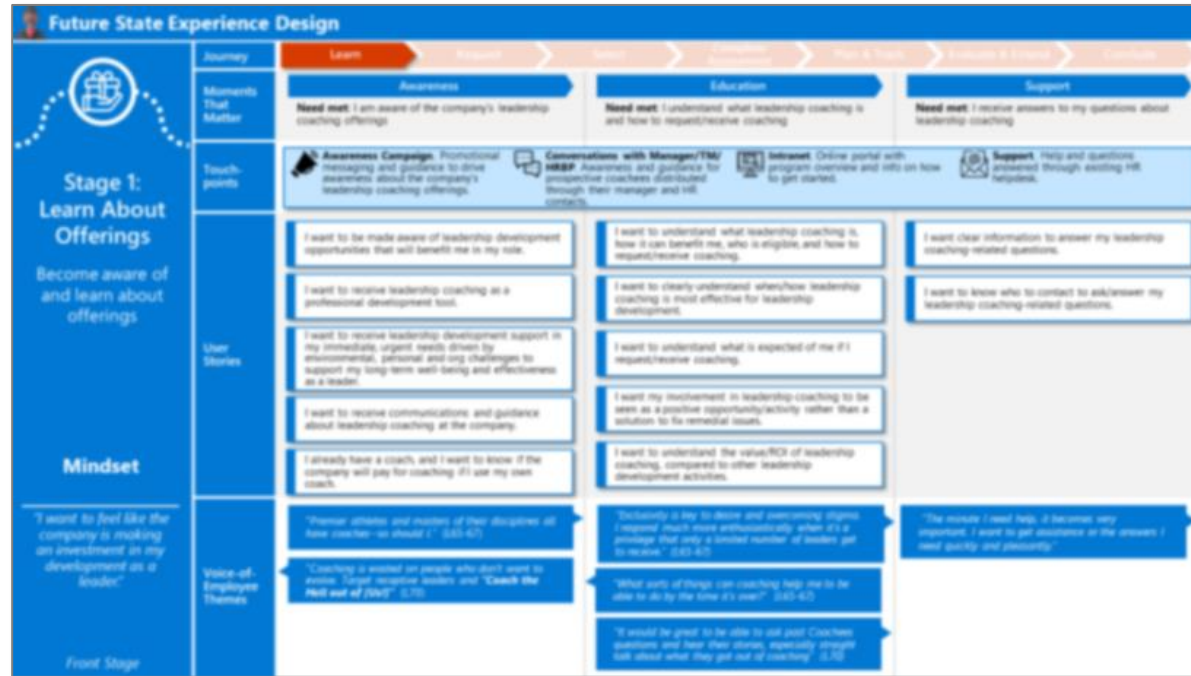 Future State Experience Design
Journey
Learn
Request
Select
Complete
Assessment
Plan & Train
Evaluate & Extend
Conclude
Stage 1:
Learn About
Offerings
Become aware of
and learn about
offerings
Mindset
"I want to feel like the
company is making
an investment in my
development as a
leader."
Front Stage
Moments
That
Matter
Awareness
Need met: I am aware of the company's leadership
coaching offerings
Education
Need met: I understand what leadership coaching is
and how to request/receive coaching
Support
Need met: I receive answers to my questions about
leadership coaching
Touch-
points
Awareness Campaign. Promotional
messaging and guidance to drive
awareness about the company's
leadership coaching offerings.
Conversations with Manager/TM/
HRBP. Awareness and guidance for
prospective coachees distributed
through their manager and HR
contacts.
Intranet. Online portal with
program overview and info on how
to get started.
Support. Help and questions
answered through existing HR
helpdesk.
User
Stories
I want to be made aware of leadership development
opportunities that will benefit me in my role.
I want to receive leadership coaching as a
professional development tool.
I want to receive leadership development support in
my immediate, urgent needs driven by
environmental, personal and org challenges to
support my long-term well-being and effectiveness
as a leader.
I want to receive communications and guidance
about leadership coaching at the company.
I already have a coach, and I want to know if the
company will pay for coaching if I use my own
coach.
I want to understand what leadership coaching is,
how it can benefit me, who is eligible, and how to
request/receive coaching.
I want to clearly understand when/how leadership
coaching is most effective for leadership
development.
I want to understand what is expected of me if I
request/receive coaching.
I want my involvement in leadership coaching to be
seen as a positive opportunity/activity rather than a
solution to fix remedial issues.
I want to understand the value/ROI of leadership
coaching, compared to other leadership
development activities.
I want clear information to answer my leadership
coaching-related questions.
I want to know who to contact to ask/answer my
leadership coaching-related questions.
Voice-of-
Employee
Themes
"Premier athletes and masters of their disciplines all
have coaches—so should I." (L65-67)
"Coaching is wasted on people who don't want to
evolve. Target receptive leaders and "Coach the
Hell out of [Us!]" (L70)
"Exclusivity is key to desire and overcoming stigma.
I respond much more enthusiastically when it's a
privilege that only a limited number of leaders get
to receive." (L65-67)
"What sorts of things can coaching help me to be
able to do by the time it's over?" (L65-67)
"It would be great to be able to ask past Coachees
questions and hear their stories, especially straight
talk about what they got out of coaching" (L70)
"The minute I need help, it becomes very
important. I want to get assistance or the answers I
need quickly and pleasantly."